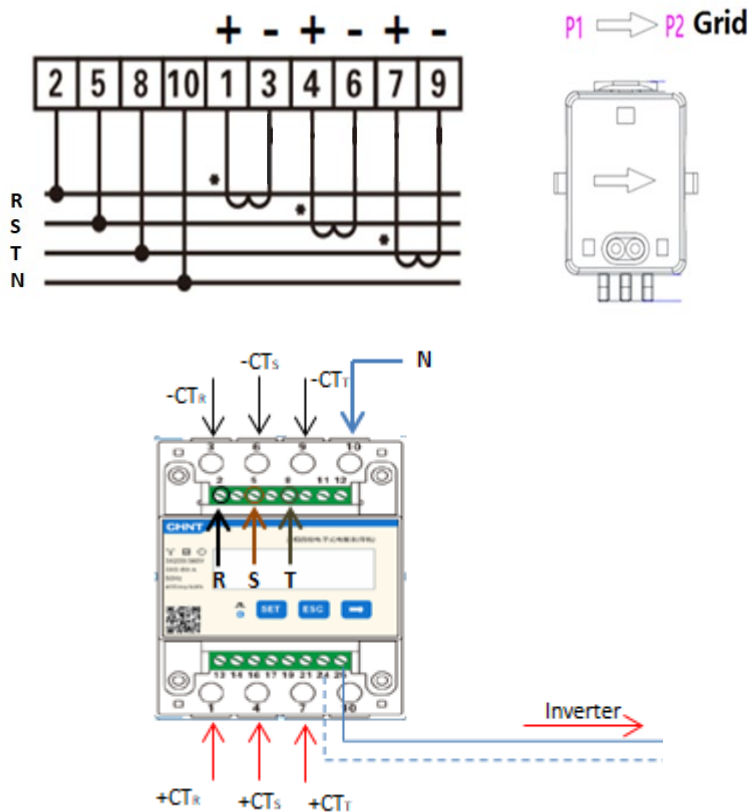 + - + - + -
P1 P2 Grid
2 5 8 10 1 3 4 6 7 9
*
R
*
S
*
T
N
-CTS
N
-CTR
-CTT
3 6 9 10
2 5 8 11 12
CHNT
R S T
SET ESC
13 14 16 17 19 21 24 25
1 4 7 10
Inverter
+CTR +CTS +CTT